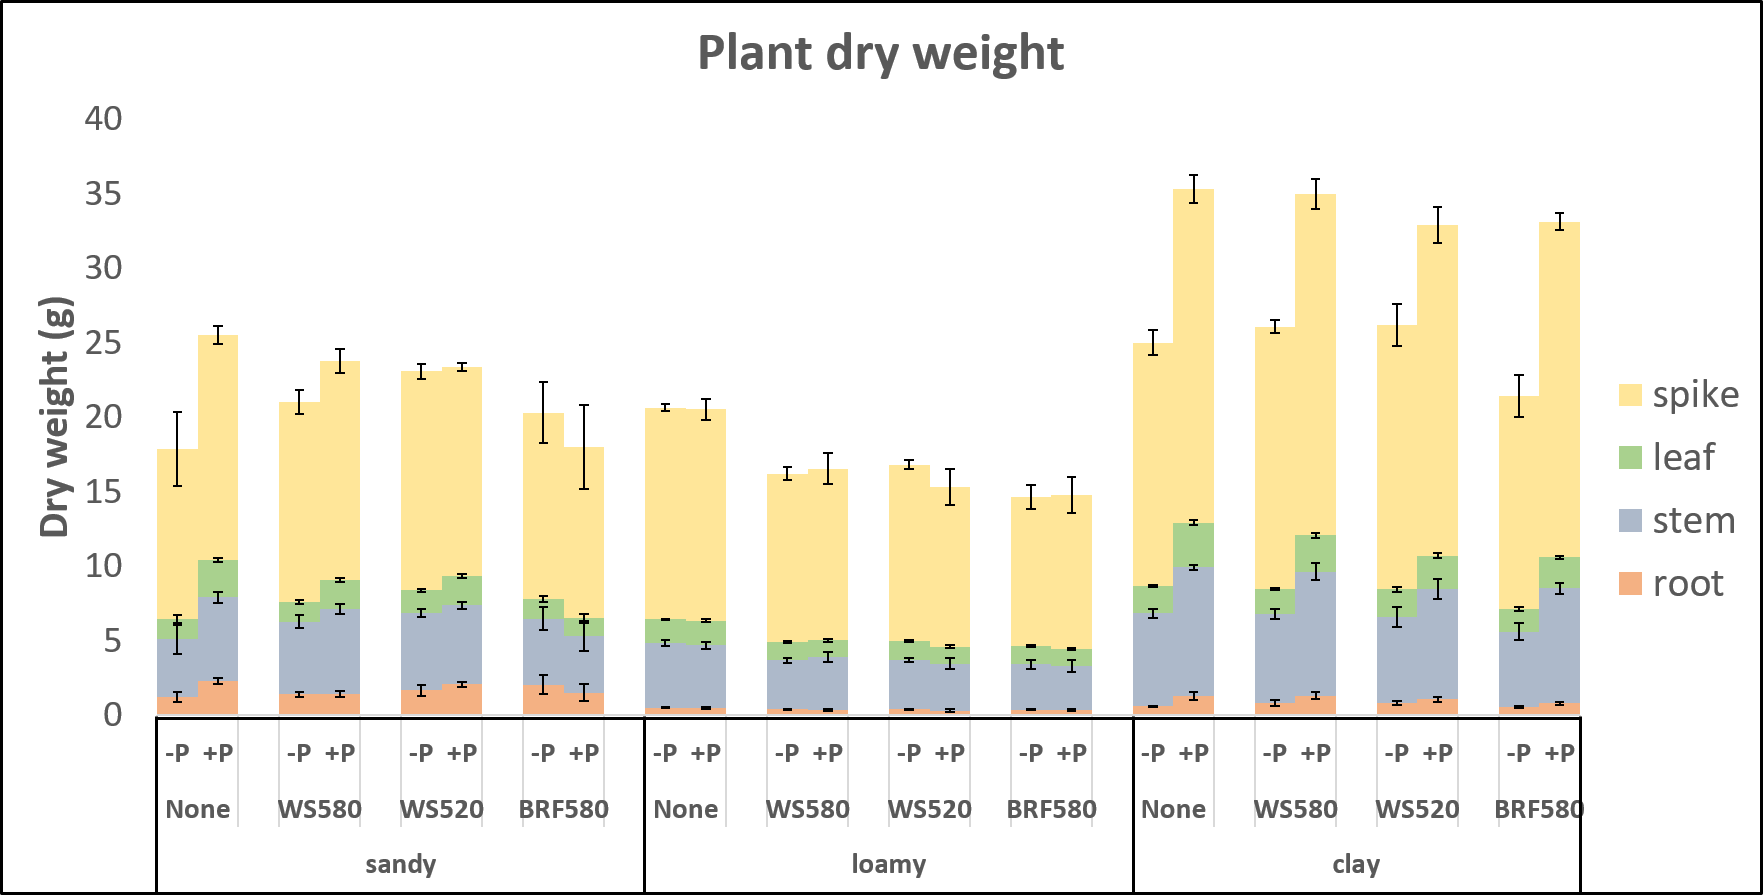 Plant dry weight
40
35
30
25
20
15
10
5
0
Dry weight (g)
spike
leaf
stem
root
-P +P -P +P -P +P -P +P -P +P -P +P -P +P -P +P -P +P -P +P -P +P -P +P
None WS580 WS520 BRF580 None WS580 WS520 BRF580 None WS580 WS520 BRF580
sandy loamy clay